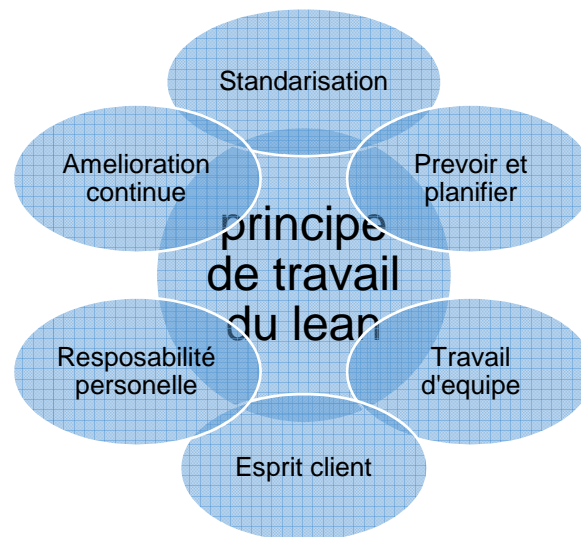 Standarisation
Amelioration
continue
Prevoir et
planifier
principe
de travail
du lean
Resposabilité
personelle
Travail
d'equipe
Esprit client